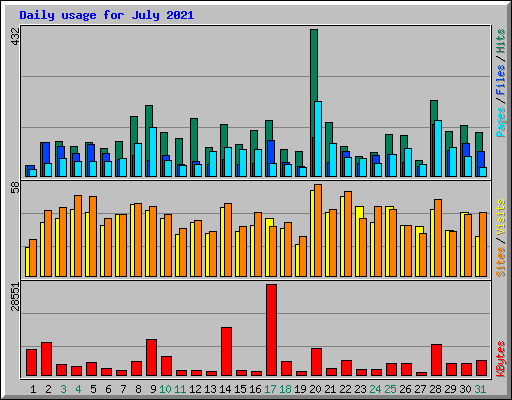 Daily usage for July 2021
432
58
28551
Pages / Files / Hits
Sites / Visits
KBytes
1 2 3 4 5 6 7 8 9 10 11 12 13 14 15 16 17 18 19 20 21 22 23 24 25 26 27 28 29 30 31